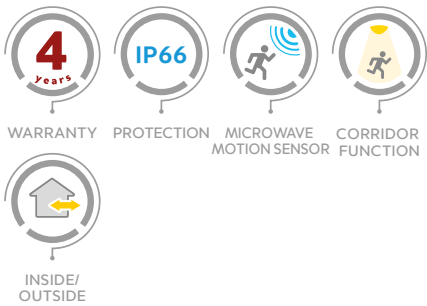 4
years
IP66
WARRANTY
PROTECTION
MICROWAVE
MOTION SENSOR
CORRIDOR
FUNCTION
INSIDE/
OUTSIDE